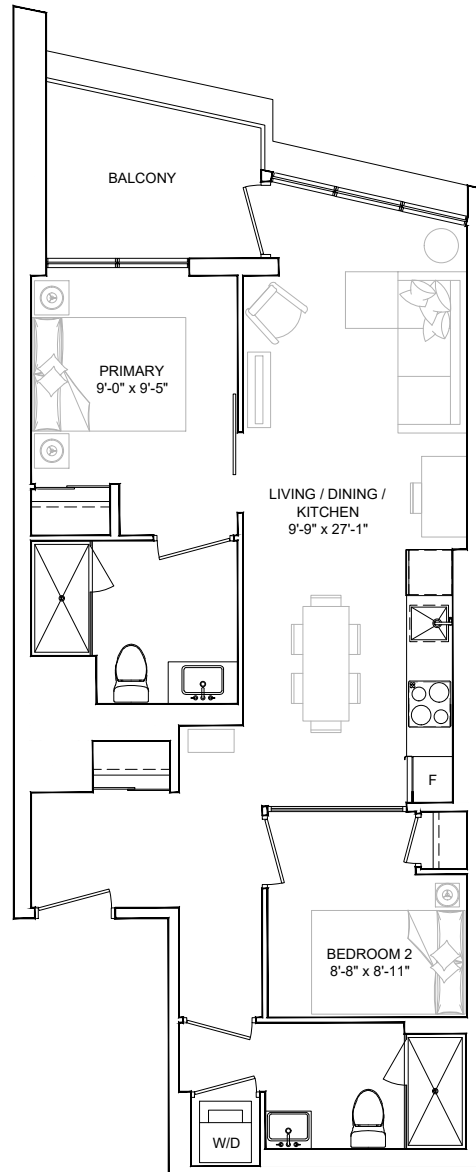 BALCONY
PRIMARY
9'-0" x 9'-5"
LIVING / DINING /
KITCHEN
9'-9" x 27'-1"
F
BEDROOM 2
8'-8" x 8'-11"
W/D